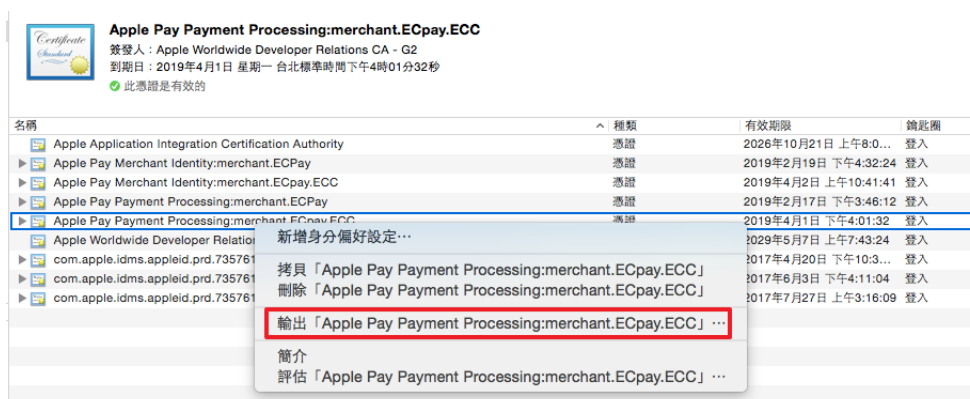 Certificate
Standard
Apple Pay Payment Processing:merchant.ECpay.ECC
簽發人：Apple Worldwide Developer Relations CA - G2
到期日：2019年4月1日 星期一 台北標準時間下午4時01分32秒
此憑證是有效的
名稱 種類 有效期限 鑰匙圈
Apple Application Integration Certification Authority 憑證 2026年10月21日 上午8:0... 登入
Apple Pay Merchant Identity:merchant.ECPay 憑證 2019年2月19日 下午4:32:24 登入
Apple Pay Merchant Identity:merchant.ECpay.ECC 憑證 2019年4月2日 上午10:41:41 登入
Apple Pay Payment Processing:merchant.ECPay 憑證 2019年2月17日 下午3:46:12 登入
Apple Pay Payment Processing:merchant.ECpay.ECC 憑證 2019年4月1日 下午4:01:32 登入
Apple Worldwide Developer Relatio 2029年5月7日 上午7:43:24 登入
com.apple.idms.appleid.prd.735761 2017年4月20日 下午10:3... 登入
com.apple.idms.appleid.prd.735761 2017年6月3日 下午4:11:04 登入
com.apple.idms.appleid.prd.735761 2017年7月27日 上午3:16:09 登入
新增身分偏好設定⋯
拷貝「Apple Pay Payment Processing:merchant.ECpay.ECC」
刪除「Apple Pay Payment Processing:merchant.ECpay.ECC」
輸出「Apple Pay Payment Processing:merchant.ECpay.ECC」⋯
簡介
評估「Apple Pay Payment Processing:merchant.ECpay.ECC」⋯